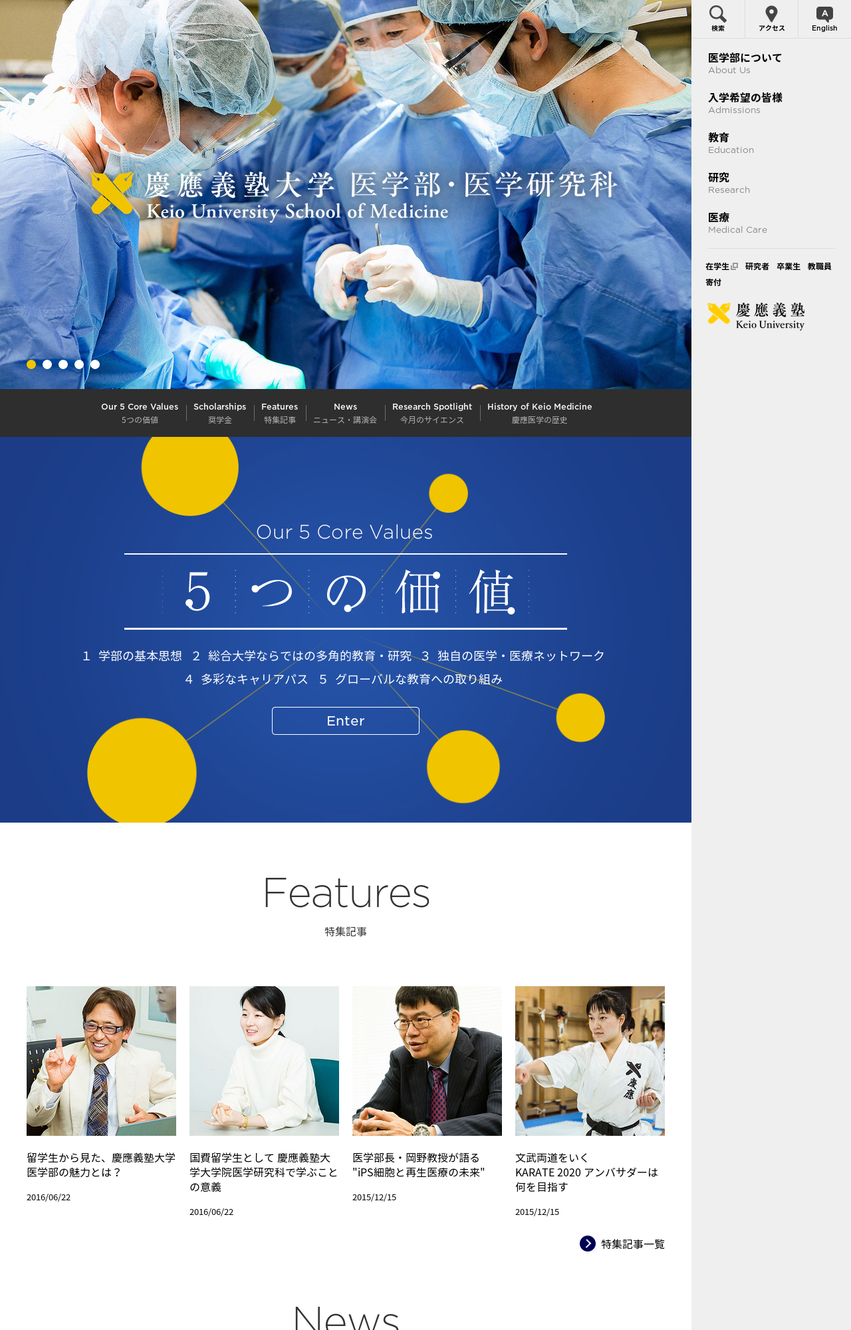 慶應義塾大学 医学部・医学研究科
Keio University School of Medicine
検索
アクセス
English
医学部について
About Us
入学希望の皆様
Admissions
教育
Education
研究
Research
医療
Medical Care
在学生 研究者 卒業生 教職員
寄付
慶應義塾
Keio University
Our 5 Core Values
5つの価値
Scholarships
奨学金
Features
特集記事
News
ニュース・講演会
Research Spotlight
今月のサイエンス
History of Keio Medicine
慶應医学の歴史
Our 5 Core Values
5つの価値
1 学部の基本思想 2 総合大学ならではの多角的教育・研究 3 独自の医学・医療ネットワーク
4 多彩なキャリアパス 5 グローバルな教育への取り組み
Enter
Features
特集記事
留学生から見た、慶應義塾大学
医学部の魅力とは？
2016/06/22
国費留学生として 慶應義塾大
学大学院医学研究科で学ぶこと
の意義
2016/06/22
医学部長・岡野教授が語る
"iPS細胞と再生医療の未来"
2015/12/15
慶應
文武両道をいく
KARATE 2020 アンバサダーは
何を目指す
2015/12/15
特集記事一覧
News